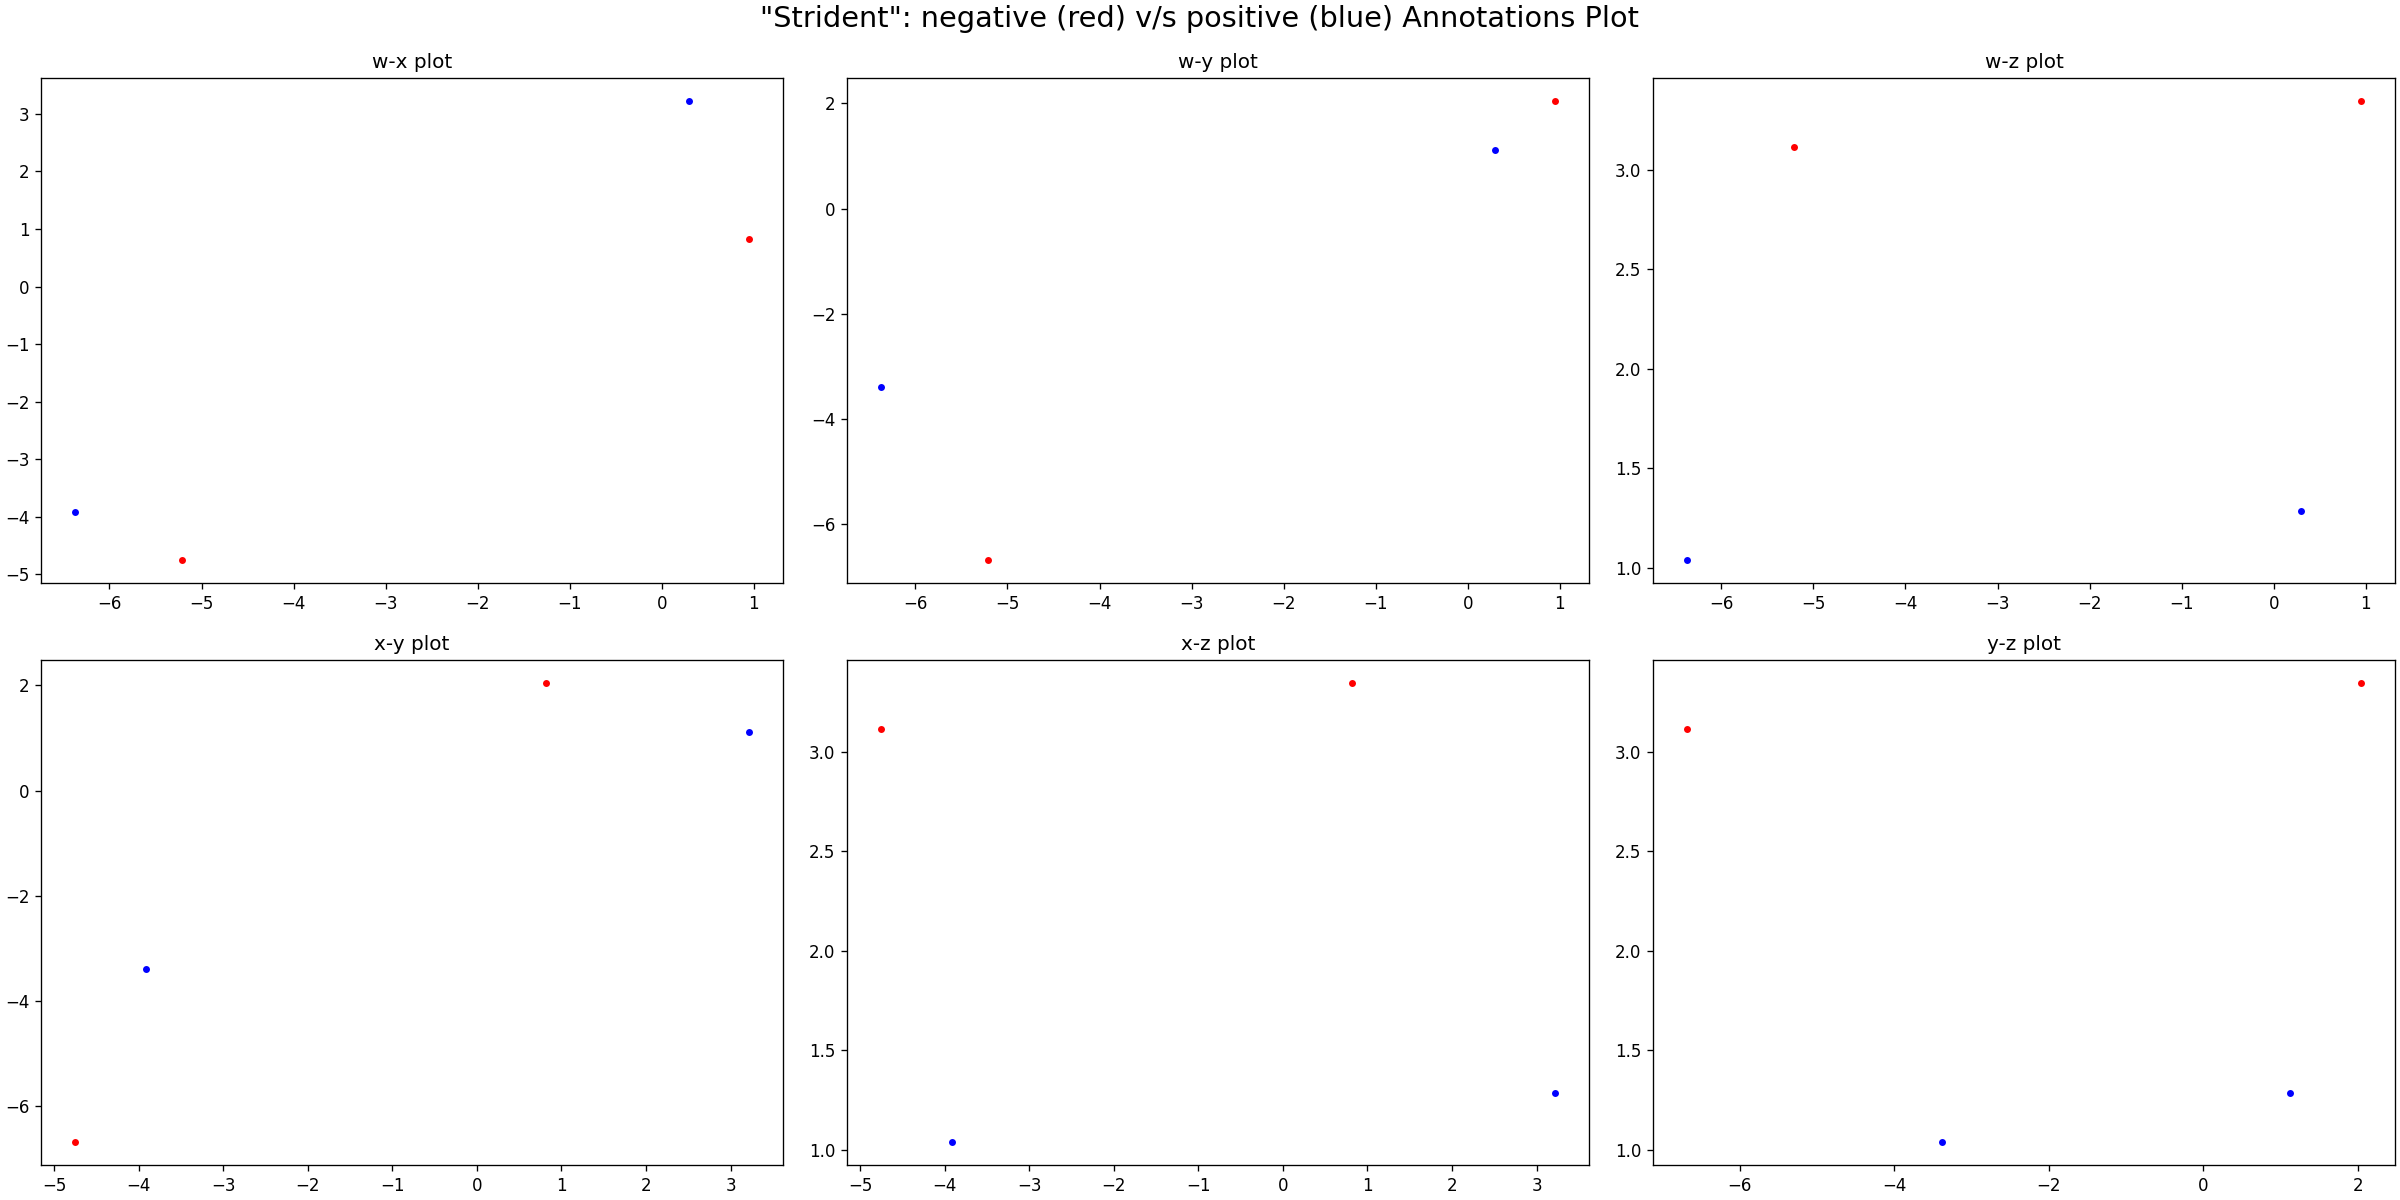 "Strident": negative (red) v/s positive (blue) Annotations Plot
w-x plot
3
2
1
0
−1
−2
−3
−4
−5
−6 −5 −4 −3 −2 −1 0 1
w-y plot
2
0
−2
−4
−6
−6 −5 −4 −3 −2 −1 0 1
w-z plot
3.0
2.5
2.0
1.5
1.0
−6 −5 −4 −3 −2 −1 0 1
x-y plot
2
0
−2
−4
−6
−5 −4 −3 −2 −1 0 1 2 3
x-z plot
3.0
2.5
2.0
1.5
1.0
−5 −4 −3 −2 −1 0 1 2 3
y-z plot
3.0
2.5
2.0
1.5
1.0
−6 −4 −2 0 2